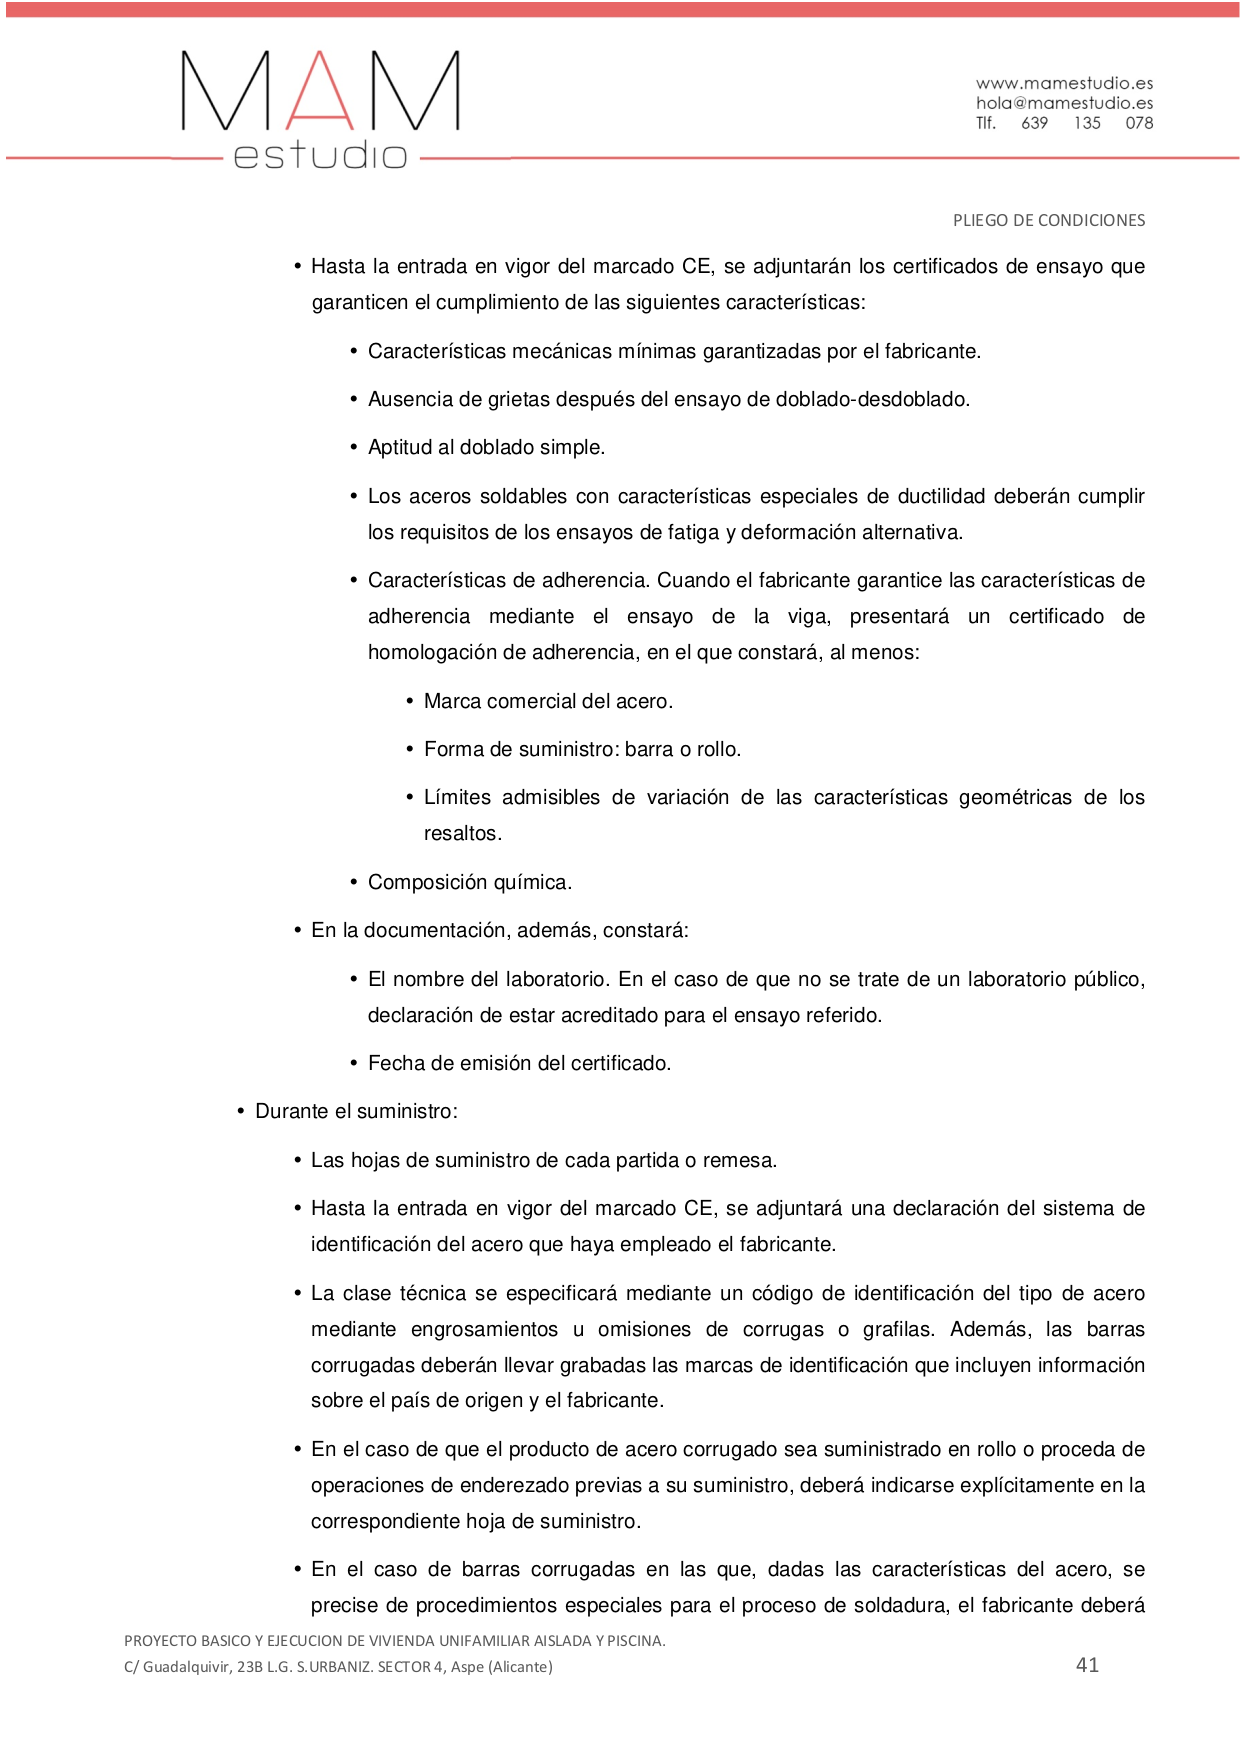 MAM
estudio
www.mamestudio.es
hola@mamestudio.es
Tlf. 639 135 078
PLIEGO DE CONDICIONES
• Hasta la entrada en vigor del marcado CE, se adjuntarán los certificados de ensayo que
garanticen el cumplimiento de las siguientes características:
• Características mecánicas mínimas garantizadas por el fabricante.
• Ausencia de grietas después del ensayo de doblado-desdoblado.
• Aptitud al doblado simple.
• Los aceros soldables con características especiales de ductilidad deberán cumplir
los requisitos de los ensayos de fatiga y deformación alternativa.
• Características de adherencia. Cuando el fabricante garantice las características de
adherencia mediante el ensayo de la viga, presentará un certificado de
homologación de adherencia, en el que constará, al menos:
• Marca comercial del acero.
• Forma de suministro: barra o rollo.
• Límites admisibles de variación de las características geométricas de los
resaltos.
• Composición química.
• En la documentación, además, constará:
• El nombre del laboratorio. En el caso de que no se trate de un laboratorio público,
declaración de estar acreditado para el ensayo referido.
• Fecha de emisión del certificado.
• Durante el suministro:
• Las hojas de suministro de cada partida o remesa.
• Hasta la entrada en vigor del marcado CE, se adjuntará una declaración del sistema de
identificación del acero que haya empleado el fabricante.
• La clase técnica se especificará mediante un código de identificación del tipo de acero
mediante engrosamientos u omisiones de corrugas o grafilas. Además, las barras
corrugadas deberán llevar grabadas las marcas de identificación que incluyen información
sobre el país de origen y el fabricante.
• En el caso de que el producto de acero corrugado sea suministrado en rollo o proceda de
operaciones de enderezado previas a su suministro, deberá indicarse explícitamente en la
correspondiente hoja de suministro.
• En el caso de barras corrugadas en las que, dadas las características del acero, se
precise de procedimientos especiales para el proceso de soldadura, el fabricante deberá
PROYECTO BASICO Y EJECUCION DE VIVIENDA UNIFAMILIAR AISLADA Y PISCINA.
C/ Guadalquivir, 23B L.G. S.URBANIZ. SECTOR 4, Aspe (Alicante) 41